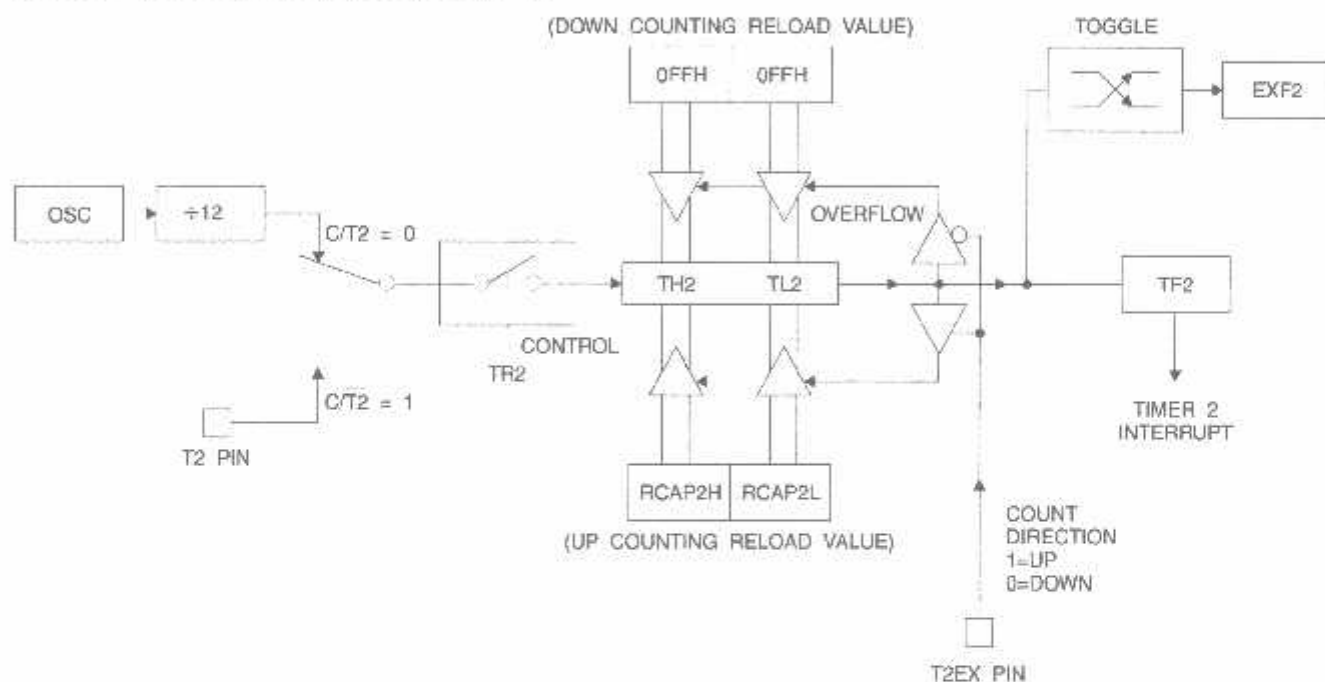 (DOWN COUNTING RELOAD VALUE)
TOGGLE
0FFH 0FFH
EXF2
OSC
÷12
OVERFLOW
C/T2 = 0
TH2 TL2
TF2
CONTROL
TR2
C/T2 = 1
T2 PIN
TIMER 2
INTERRUPT
RCAP2H RCAP2L
(UP COUNTING RELOAD VALUE)
COUNT
DIRECTION
1=UP
0=DOWN
T2EX PIN